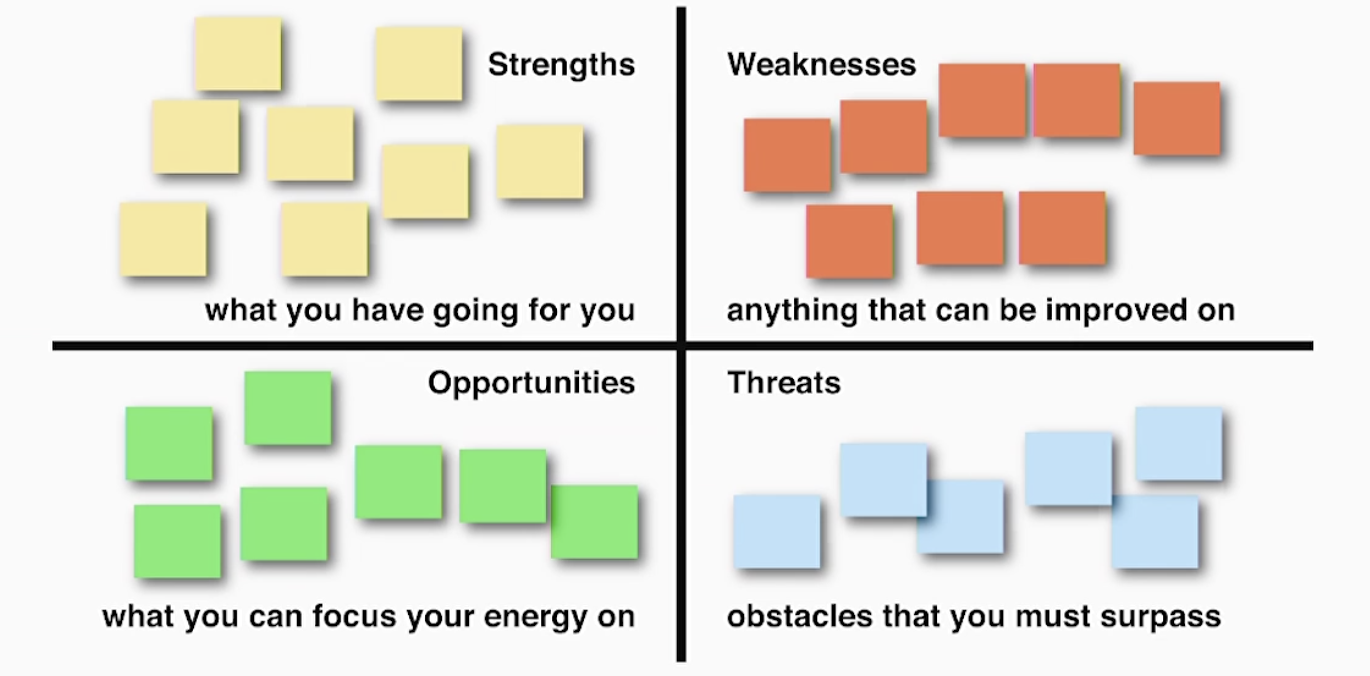 Strengths
what you have going for you
Weaknesses
anything that can be improved on
Opportunities
what you can focus your energy on
Threats
obstacles that you must surpass